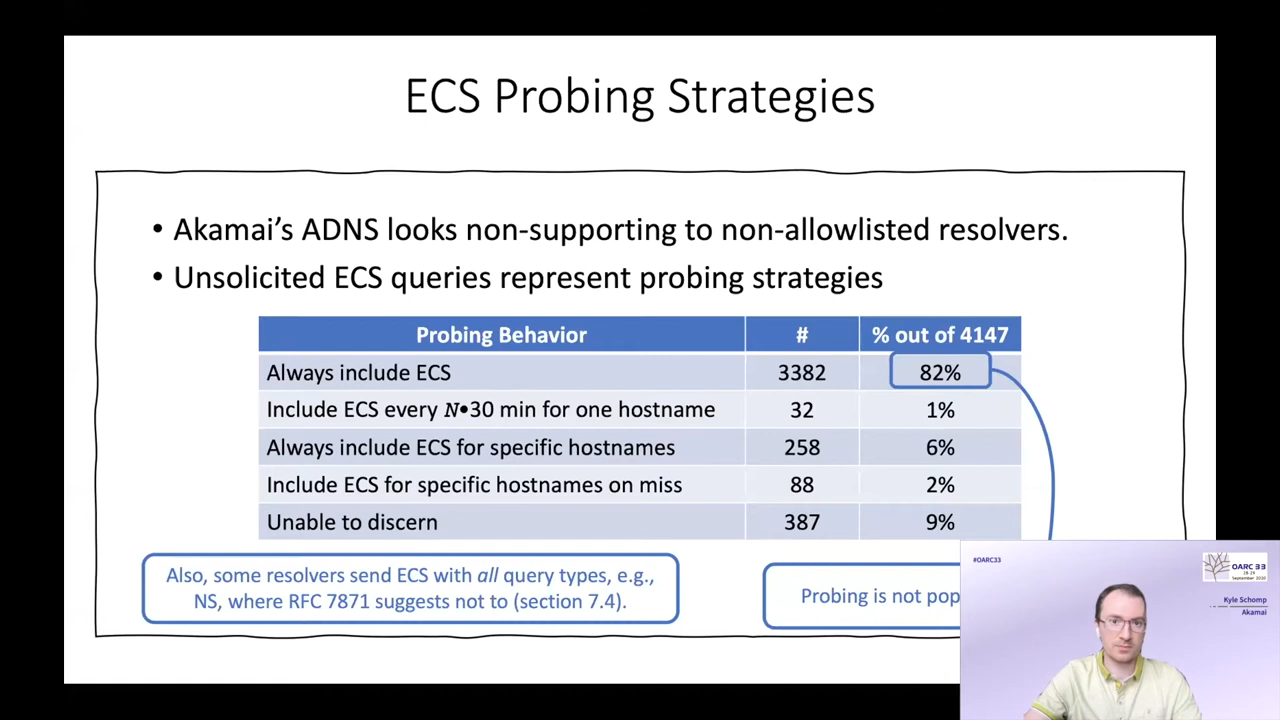 ECS Probing Strategies
• Akamai’s ADNS looks non-supporting to non-allowlisted resolvers.
• Unsolicited ECS queries represent probing strategies
Probing Behavior # % out of 4147
Always include ECS 3382 82%
Include ECS every N•30 min for one hostname 32 1%
Always include ECS for specific hostnames 258 6%
Include ECS for specific hostnames on miss 88 2%
Unable to discern 387 9%
Also, some resolvers send ECS with all query types, e.g.,
NS, where RFC 7871 suggests not to (section 7.4).
Probing is not pop
#OARC33
OARC 33
28-29
September 2020
Kyle Schomp
Akamai